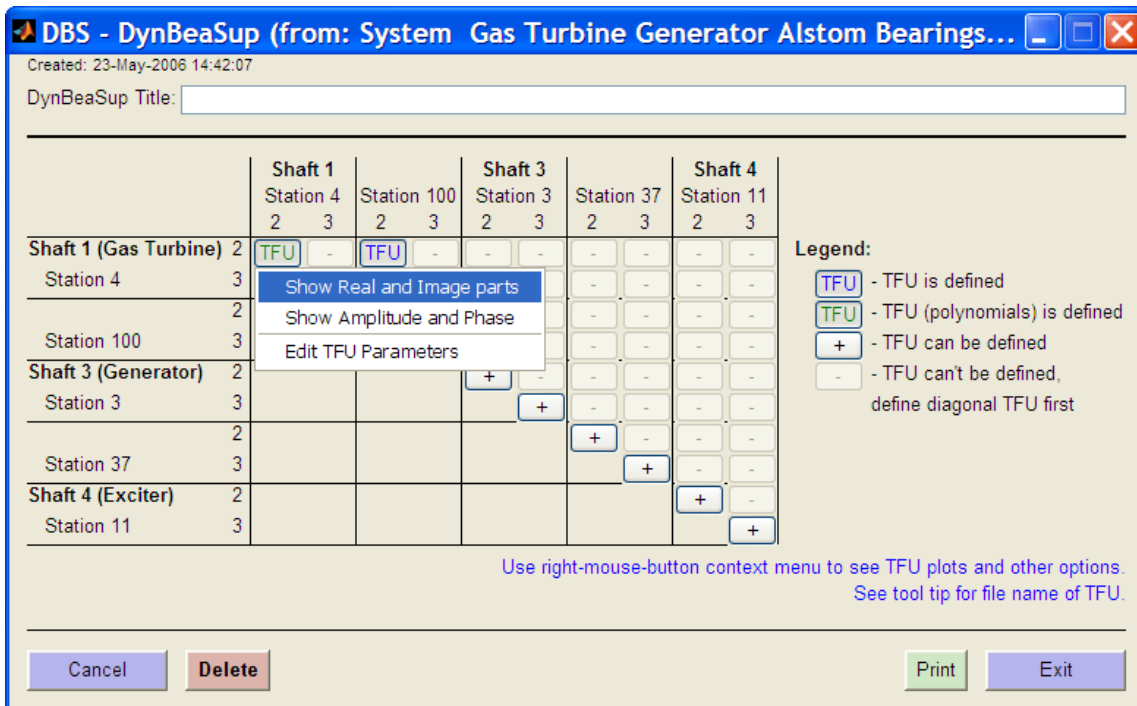 DBS - DynBeaSup (from: System Gas Turbine Generator Alstom Bearings...
Created: 23-May-2006 14:42:07
DynBeaSup Title:
Shaft 1 Shaft 3 Shaft 4
Station 4 Station 100 Station 3 Station 37 Station 11
2 3 2 3 2 3 2 3 2 3
Shaft 1 (Gas Turbine) 2 TFU - TFU - - - - - - -
Station 4 3 - - - - - -
2 - - - - - -
Station 100 3 - - - - - -
Show Real and Image parts
Show Amplitude and Phase
Edit TFU Parameters
Shaft 3 (Generator) 2 + - - - - -
Station 3 3 + - - - -
2 + - - -
Station 37 3 + - -
Shaft 4 (Exciter) 2 + -
Station 11 3 +
Legend:
TFU - TFU is defined
TFU - TFU (polynomials) is defined
+ - TFU can be defined
- - TFU can't be defined,
define diagonal TFU first
Use right-mouse-button context menu to see TFU plots and other options.
See tool tip for file name of TFU.
Cancel Delete Print Exit